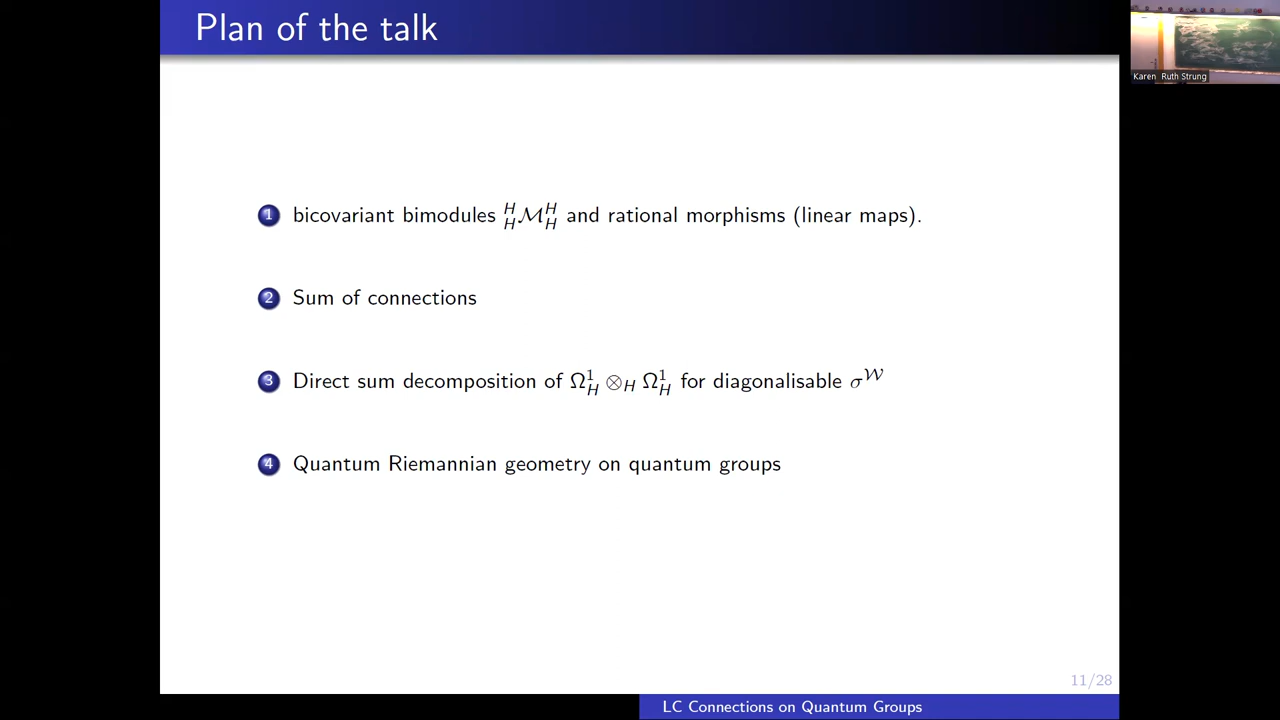 Plan of the talk
Karen Ruth Strung
1 bicovariant bimodules $^H_H\mathcal{M}^H_H$ and rational morphisms (linear maps).
2 Sum of connections
3 Direct sum decomposition of $\Omega^1_H \otimes_H \Omega^1_H$ for diagonalisable $\sigma^{\mathcal{W}}$
4 Quantum Riemannian geometry on quantum groups
11/28
LC Connections on Quantum Groups